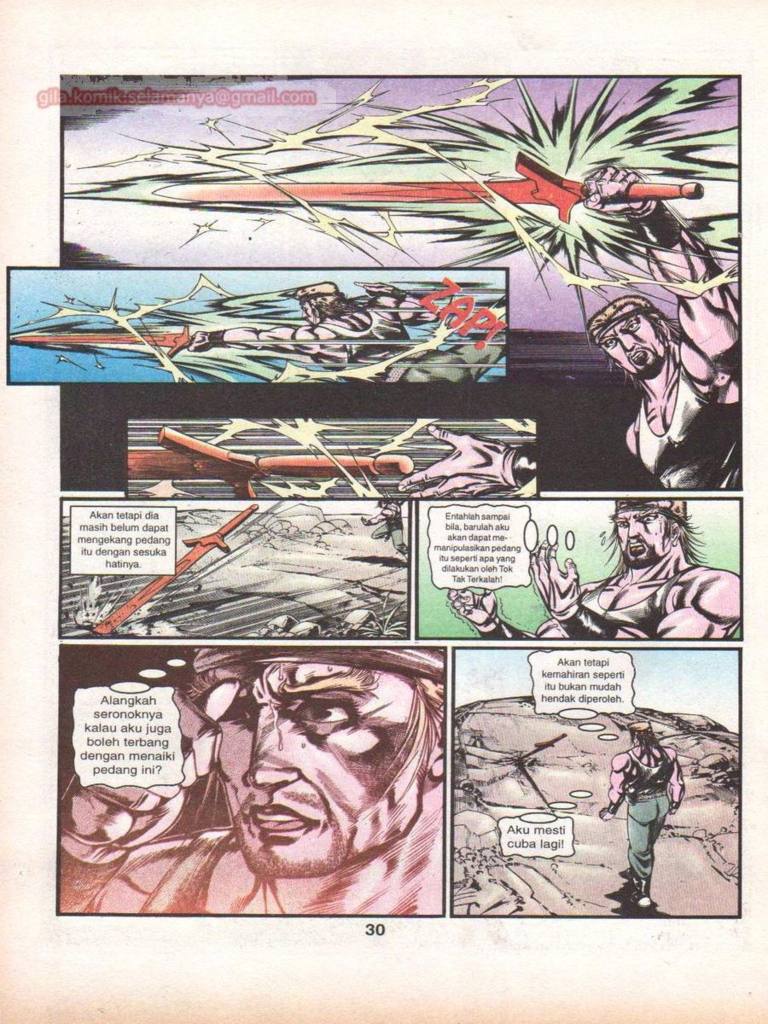 gila.komik.selamanya@gmail.com
ZAP!
Akan tetapi dia
masih belum dapat
mengekang pedang
itu dengan sesuka
hatinya.
Entahlah sampai
bila, barulah aku
akan dapat me-
manipulasikan pedang
itu seperti apa yang
dilakukan oleh Tok
Tak Terkalah!
Alangkah
seronoknya
kalau aku juga
boleh terbang
dengan menaiki
pedang ini?
Akan tetapi
kemahiran seperti
itu bukan mudah
hendak diperoleh.
Aku mesti
cuba lagi!
30